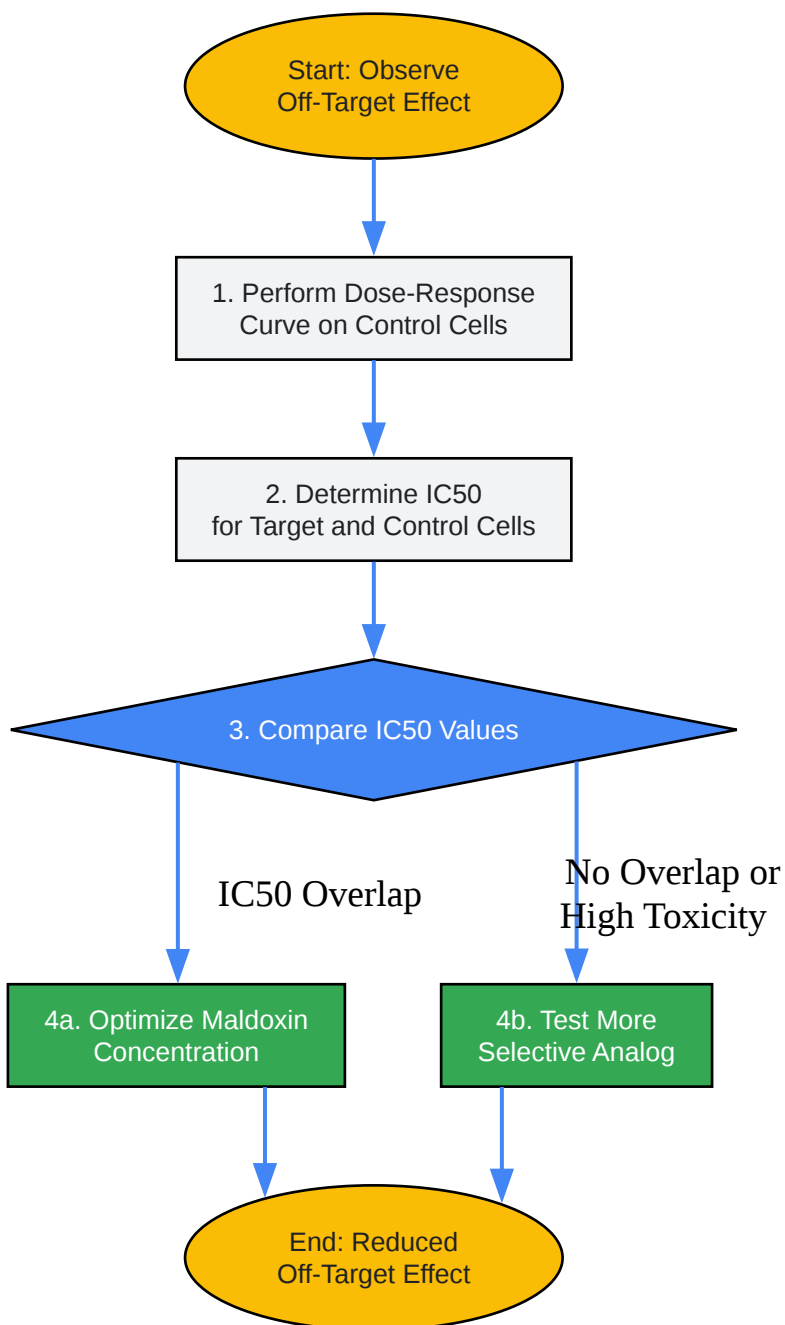 Start: Observe
Off-Target Effect
1. Perform Dose-Response
Curve on Control Cells
2. Determine IC50
for Target and Control Cells
3. Compare IC50 Values
IC50 Overlap
No Overlap or
High Toxicity
4a. Optimize Maldoxin
Concentration
4b. Test More
Selective Analog
End: Reduced
Off-Target Effect